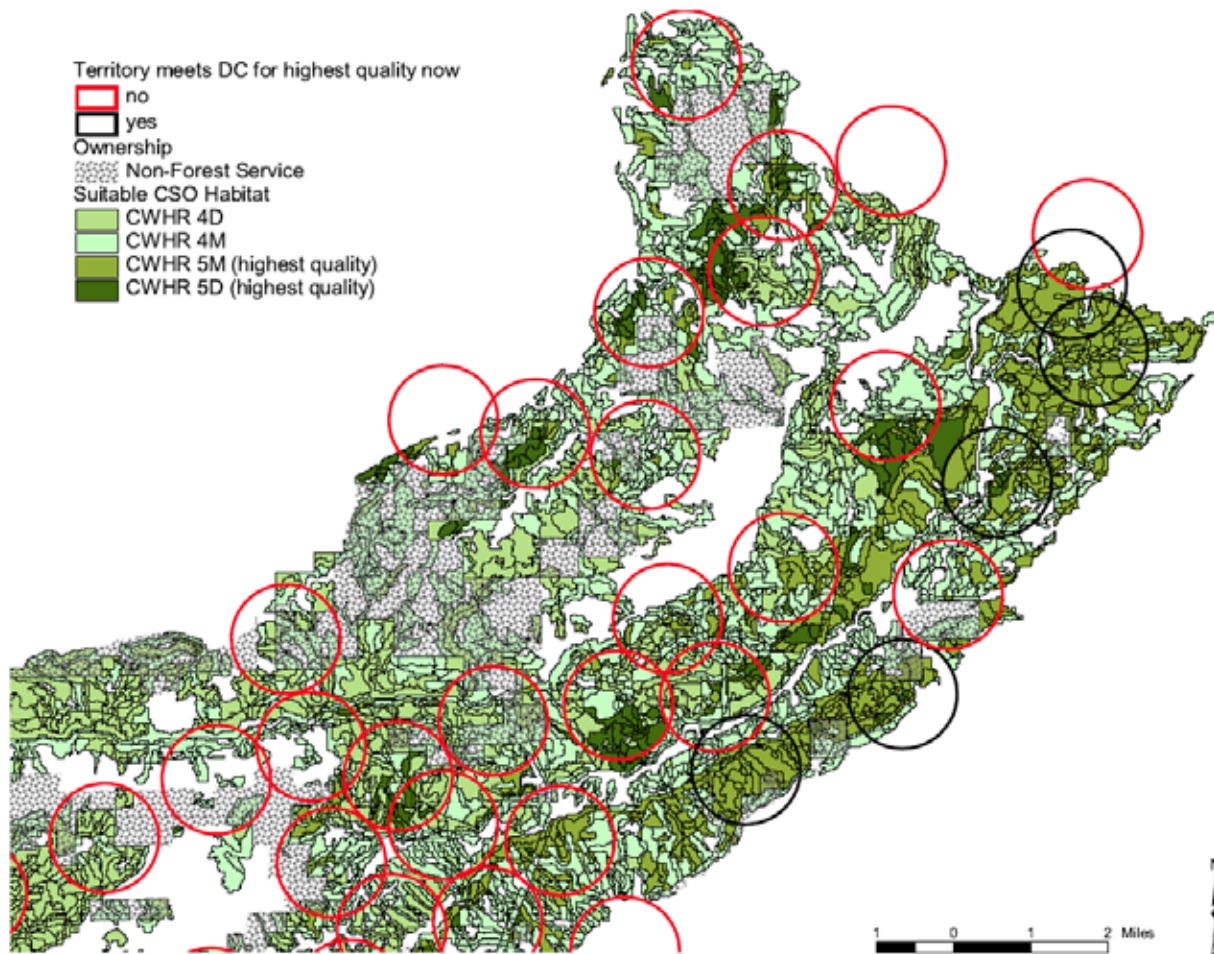 Territory meets DC for highest quality now
no
yes
Ownership
Non-Forest Service
Suitable CSO Habitat
CWHR 4D
CWHR 4M
CWHR 5M (highest quality)
CWHR 5D (highest quality)
1 0 1 2 Miles